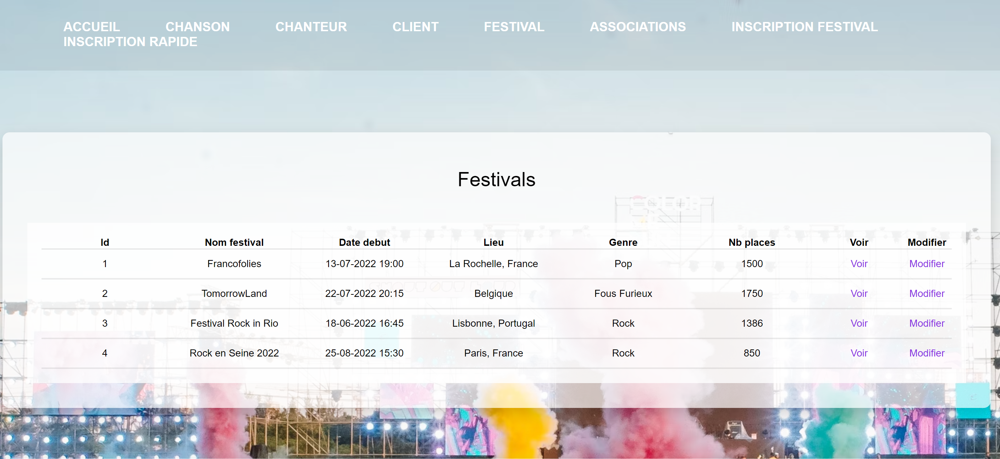 ACCUEIL CHANSON CHANTEUR CLIENT FESTIVAL ASSOCIATIONS INSCRIPTION FESTIVAL
INSCRIPTION RAPIDE
Festivals
COLOR
Id Nom festival Date debut Lieu Genre Nb places Voir Modifier
1 Francofolies 13-07-2022 19:00 La Rochelle, France Pop 1500 Voir Modifier
SHOUT OUT LOUD
2 TomorrowLand 22-07-2022 20:15 Belgique Fous Furieux 1750 Voir Modifier
3 Festival Rock in Rio 18-06-2022 16:45 Lisbonne, Portugal Rock 1386 Voir Modifier
4 Rock en Seine 2022 25-08-2022 15:30 Paris, France Rock 850 Voir Modifier